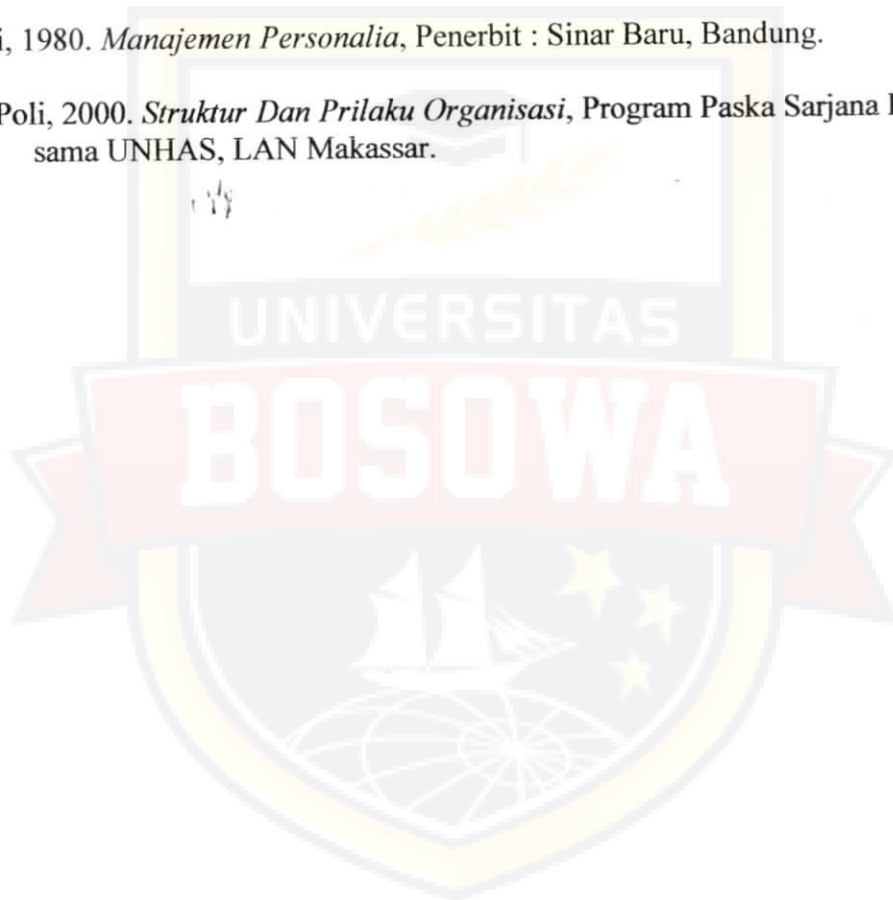 i, 1980. Manajemen Personalia, Penerbit : Sinar Baru, Bandung.
Poli, 2000. Struktur Dan Prilaku Organisasi, Program Paska Sarjana
sama UNHAS, LAN Makassar.
UNIVERSITAS
BOSOWA